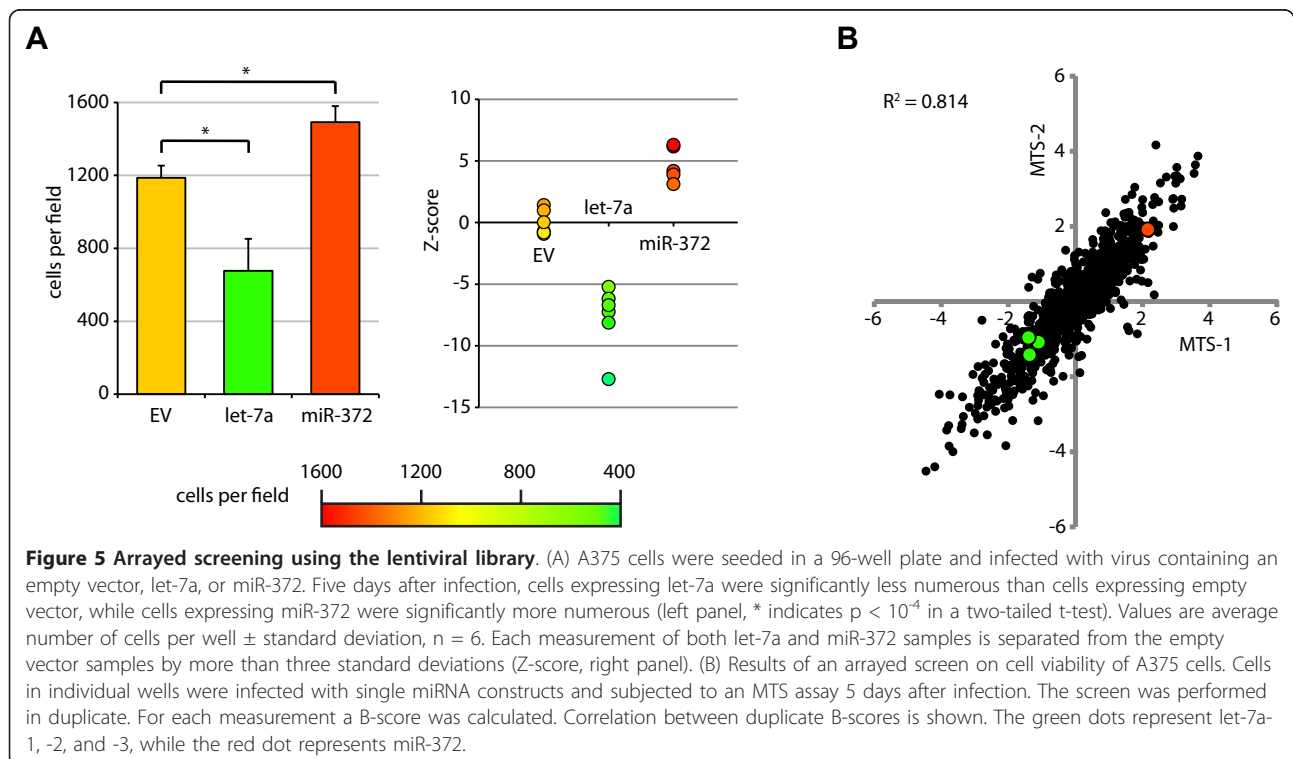 A
B
*
*
1600
1200
800
400
0
cells per field
EV
let-7a
miR-372
10
5
0
-5
-10
-15
Z-score
EV
let-7a
miR-372
1600
1200
800
400
cells per field
R² = 0.814
MTS-2
MTS-1
6
4
2
-4
-6
-6
-4
-2
2
4
6
Figure 5 Arrayed screening using the lentiviral library. (A) A375 cells were seeded in a 96-well plate and infected with virus containing an
empty vector, let-7a, or miR-372. Five days after infection, cells expressing let-7a were significantly less numerous than cells expressing empty
vector, while cells expressing miR-372 were significantly more numerous (left panel, * indicates p < 10⁻⁴ in a two-tailed t-test). Values are average
number of cells per well ± standard deviation, n = 6. Each measurement of both let-7a and miR-372 samples is separated from the empty
vector samples by more than three standard deviations (Z-score, right panel). (B) Results of an arrayed screen on cell viability of A375 cells. Cells
in individual wells were infected with single miRNA constructs and subjected to an MTS assay 5 days after infection. The screen was performed
in duplicate. For each measurement a B-score was calculated. Correlation between duplicate B-scores is shown. The green dots represent let-7a-
1, -2, and -3, while the red dot represents miR-372.